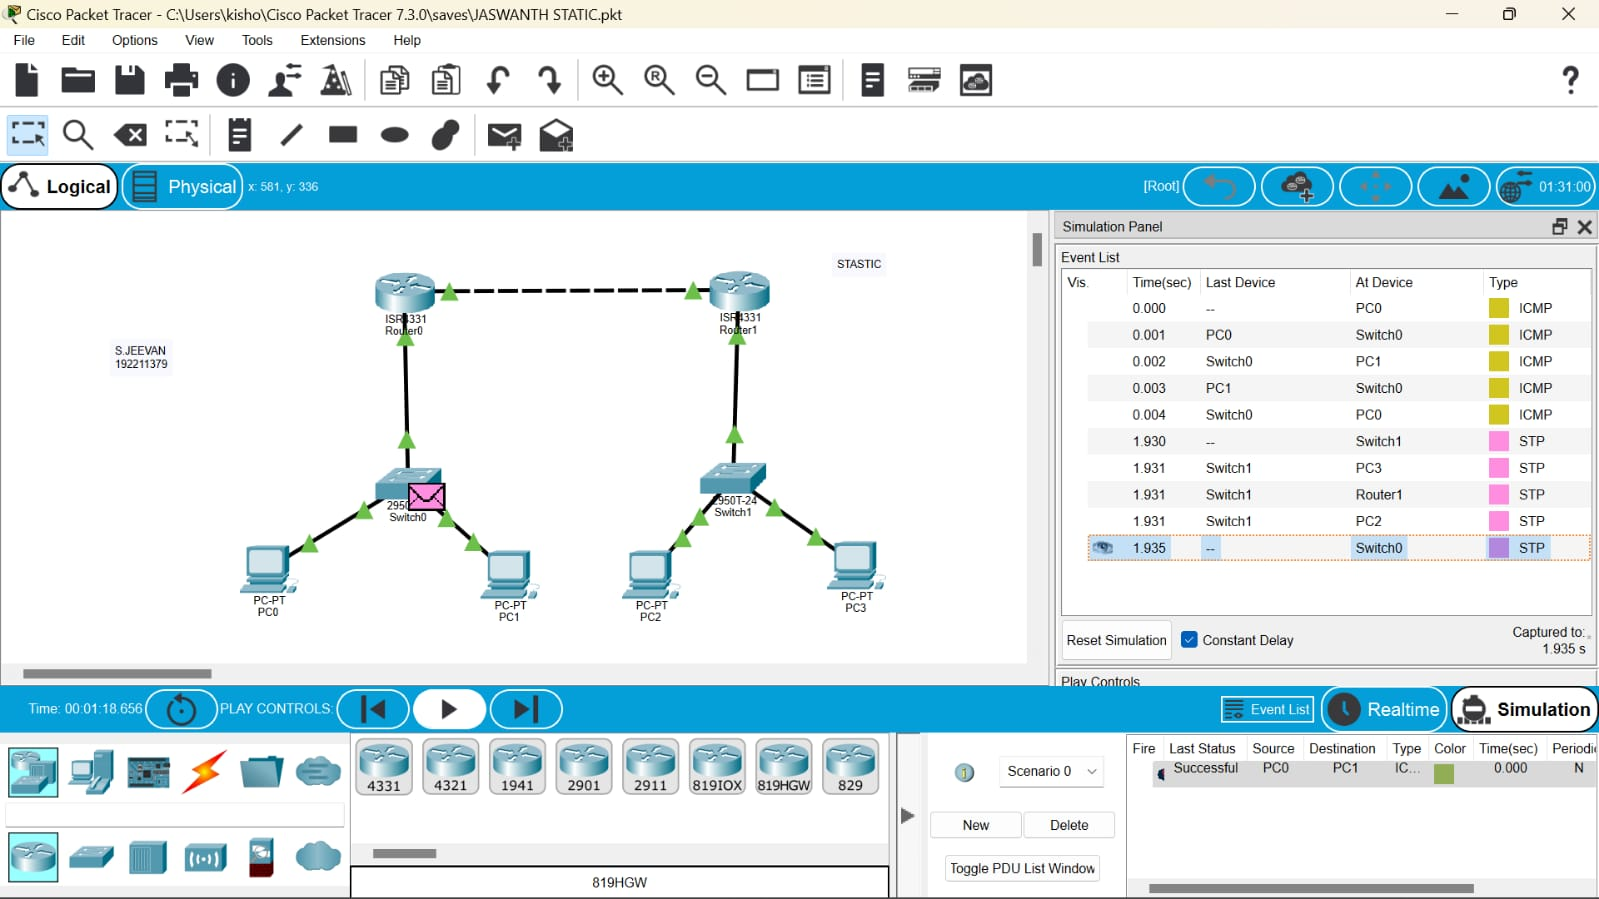 Cisco Packet Tracer - C:\Users\kisho\Cisco Packet Tracer 7.3.0\saves\JASWANTH STATIC.pkt
File Edit Options View Tools Extensions Help
Logical Physical x: 581, y: 336 [Root] 01:31:00
Simulation Panel
Event List
Vis. Time(sec) Last Device At Device Type
0.000 -- PC0 ICMP
0.001 PC0 Switch0 ICMP
0.002 Switch0 PC1 ICMP
0.003 PC1 Switch0 ICMP
0.004 Switch0 PC0 ICMP
1.930 -- Switch1 STP
1.931 Switch1 PC3 STP
1.931 Switch1 Router1 STP
1.931 Switch1 PC2 STP
1.935 -- Switch0 STP
Reset Simulation Constant Delay Captured to:
1.935 s
Play Controls
STASTIC
ISR4331
Router0
ISR4331
Router1
S.JEEVAN
192211379
295
Switch0
2950T-24
Switch1
PC-PT
PC0
PC-PT
PC1
PC-PT
PC2
PC-PT
PC3
Time: 00:01:18.656 PLAY CONTROLS: Event List Realtime Simulation
4331 4321 1941 2901 2911 819IOX 819HGW 829
819HGW
Scenario 0
New Delete
Toggle PDU List Window
Fire Last Status Source Destination Type Color Time(sec) Periodi
Successful PC0 PC1 IC... 0.000 N